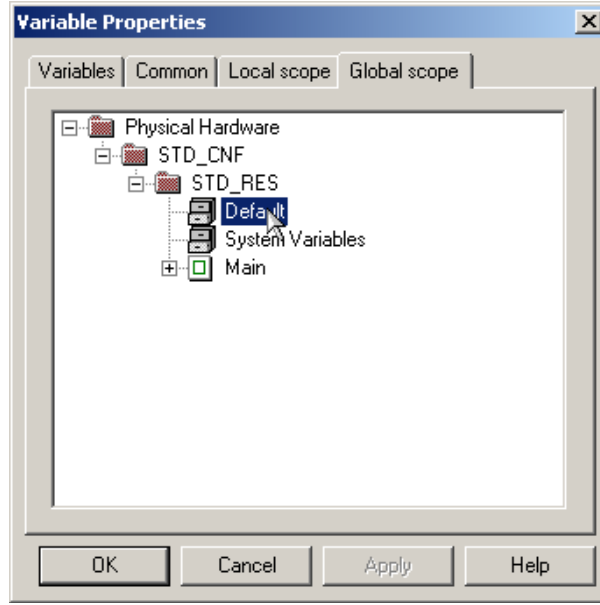 Variable Properties
Variables Common Local scope Global scope
Physical Hardware
STD_CNF
STD_RES
Default
System Variables
Main
OK Cancel Apply Help